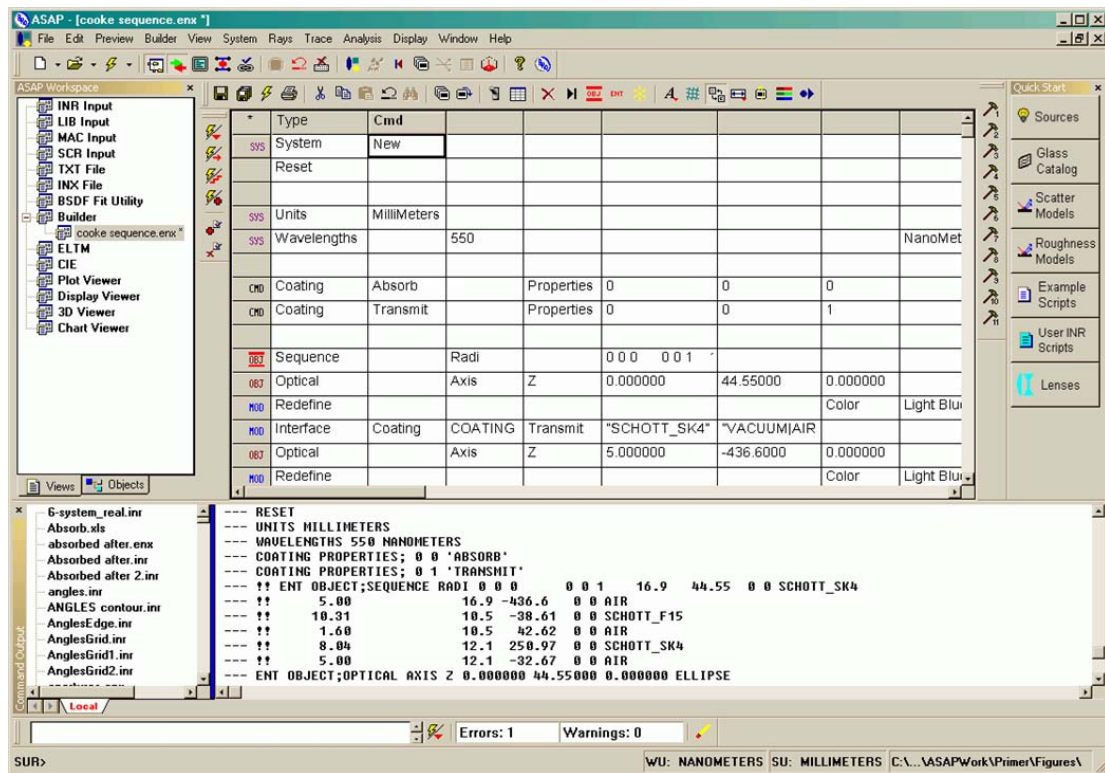 ASAP - [cooke sequence.enx *]
File Edit Preview Builder View System Rays Trace Analysis Display Window Help
ASAP Workspace
INR Input
LIB Input
MAC Input
SCR Input
TXT File
INX File
BSDF Fit Utility
Builder
cooke sequence.enx *
ELTM
CIE
Plot Viewer
Display Viewer
3D Viewer
Chart Viewer
Views Objects
* Type Cmd
SYS System New
Reset
SYS Units MilliMeters
SYS Wavelengths 550 NanoMet
CMD Coating Absorb Properties 0 0 0
CMD Coating Transmit Properties 0 0 1
OBJ Sequence Radi 0 0 0 0 0 1
OBJ Optical Axis Z 0.000000 44.55000 0.000000
MOD Redefine Color Light Blu
MOD Interface Coating COATING Transmit "SCHOTT_SK4" "VACUUM|AIR
OBJ Optical Axis Z 5.000000 -436.6000 0.000000
MOD Redefine Color Light Blu
Quick Start
Sources
Glass Catalog
Scatter Models
Roughness Models
Example Scripts
User INR Scripts
Lenses
Command Output
6-system_real.inr
Absorb.xls
absorbed after.enx
Absorbed after.inr
Absorbed after 2.inr
angles.inr
ANGLES contour.inr
AnglesEdge.inr
AnglesGrid.inr
AnglesGrid1.inr
AnglesGrid2.inr
Local
--- RESET
--- UNITS MILLIMETERS
--- WAVELENGTHS 550 NANOMETERS
--- COATING PROPERTIES; 0 0 'ABSORB'
--- COATING PROPERTIES; 0 1 'TRANSMIT'
--- !! ENT OBJECT;SEQUENCE RADI 0 0 0 0 0 1 16.9 44.55 0 0 SCHOTT_SK4
--- !! 5.00 16.9 -436.6 0 0 AIR
--- !! 10.31 10.5 -38.61 0 0 SCHOTT_F15
--- !! 1.60 10.5 42.62 0 0 AIR
--- !! 8.04 12.1 250.97 0 0 SCHOTT_SK4
--- !! 5.00 12.1 -32.67 0 0 AIR
--- ENT OBJECT;OPTICAL AXIS Z 0.000000 44.55000 0.000000 ELLIPSE
Errors: 1 Warnings: 0
SUR> WU: NANOMETERS SU: MILLIMETERS C:\...\ASAPWork\Primer\Figures\